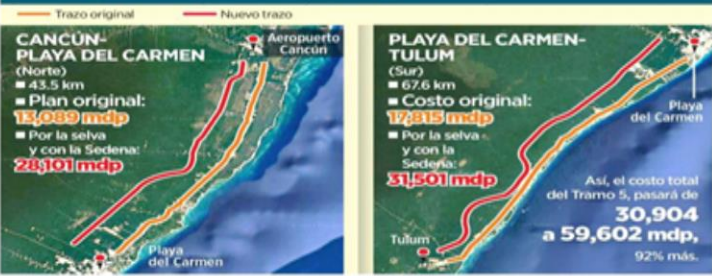 Trazo original
Nuevo trazo
CANCÚN-
PLAYA DEL CARMEN
(Norte)
43.5 km
Plan original:
13,089 mdp
Por la selva
y con la Sedena:
28,101 mdp
Aeropuerto
Cancún
Playa
del Carmen
PLAYA DEL CARMEN-
TULUM
(Sur)
67.6 km
Costo original:
17,815 mdp
Por la selva
y con la
Sedena:
31,501 mdp
Playa
del Carmen
Tulum
Así, el costo total
del Tramo 5, pasará de
30,904
a 59,602 mdp,
92% más.